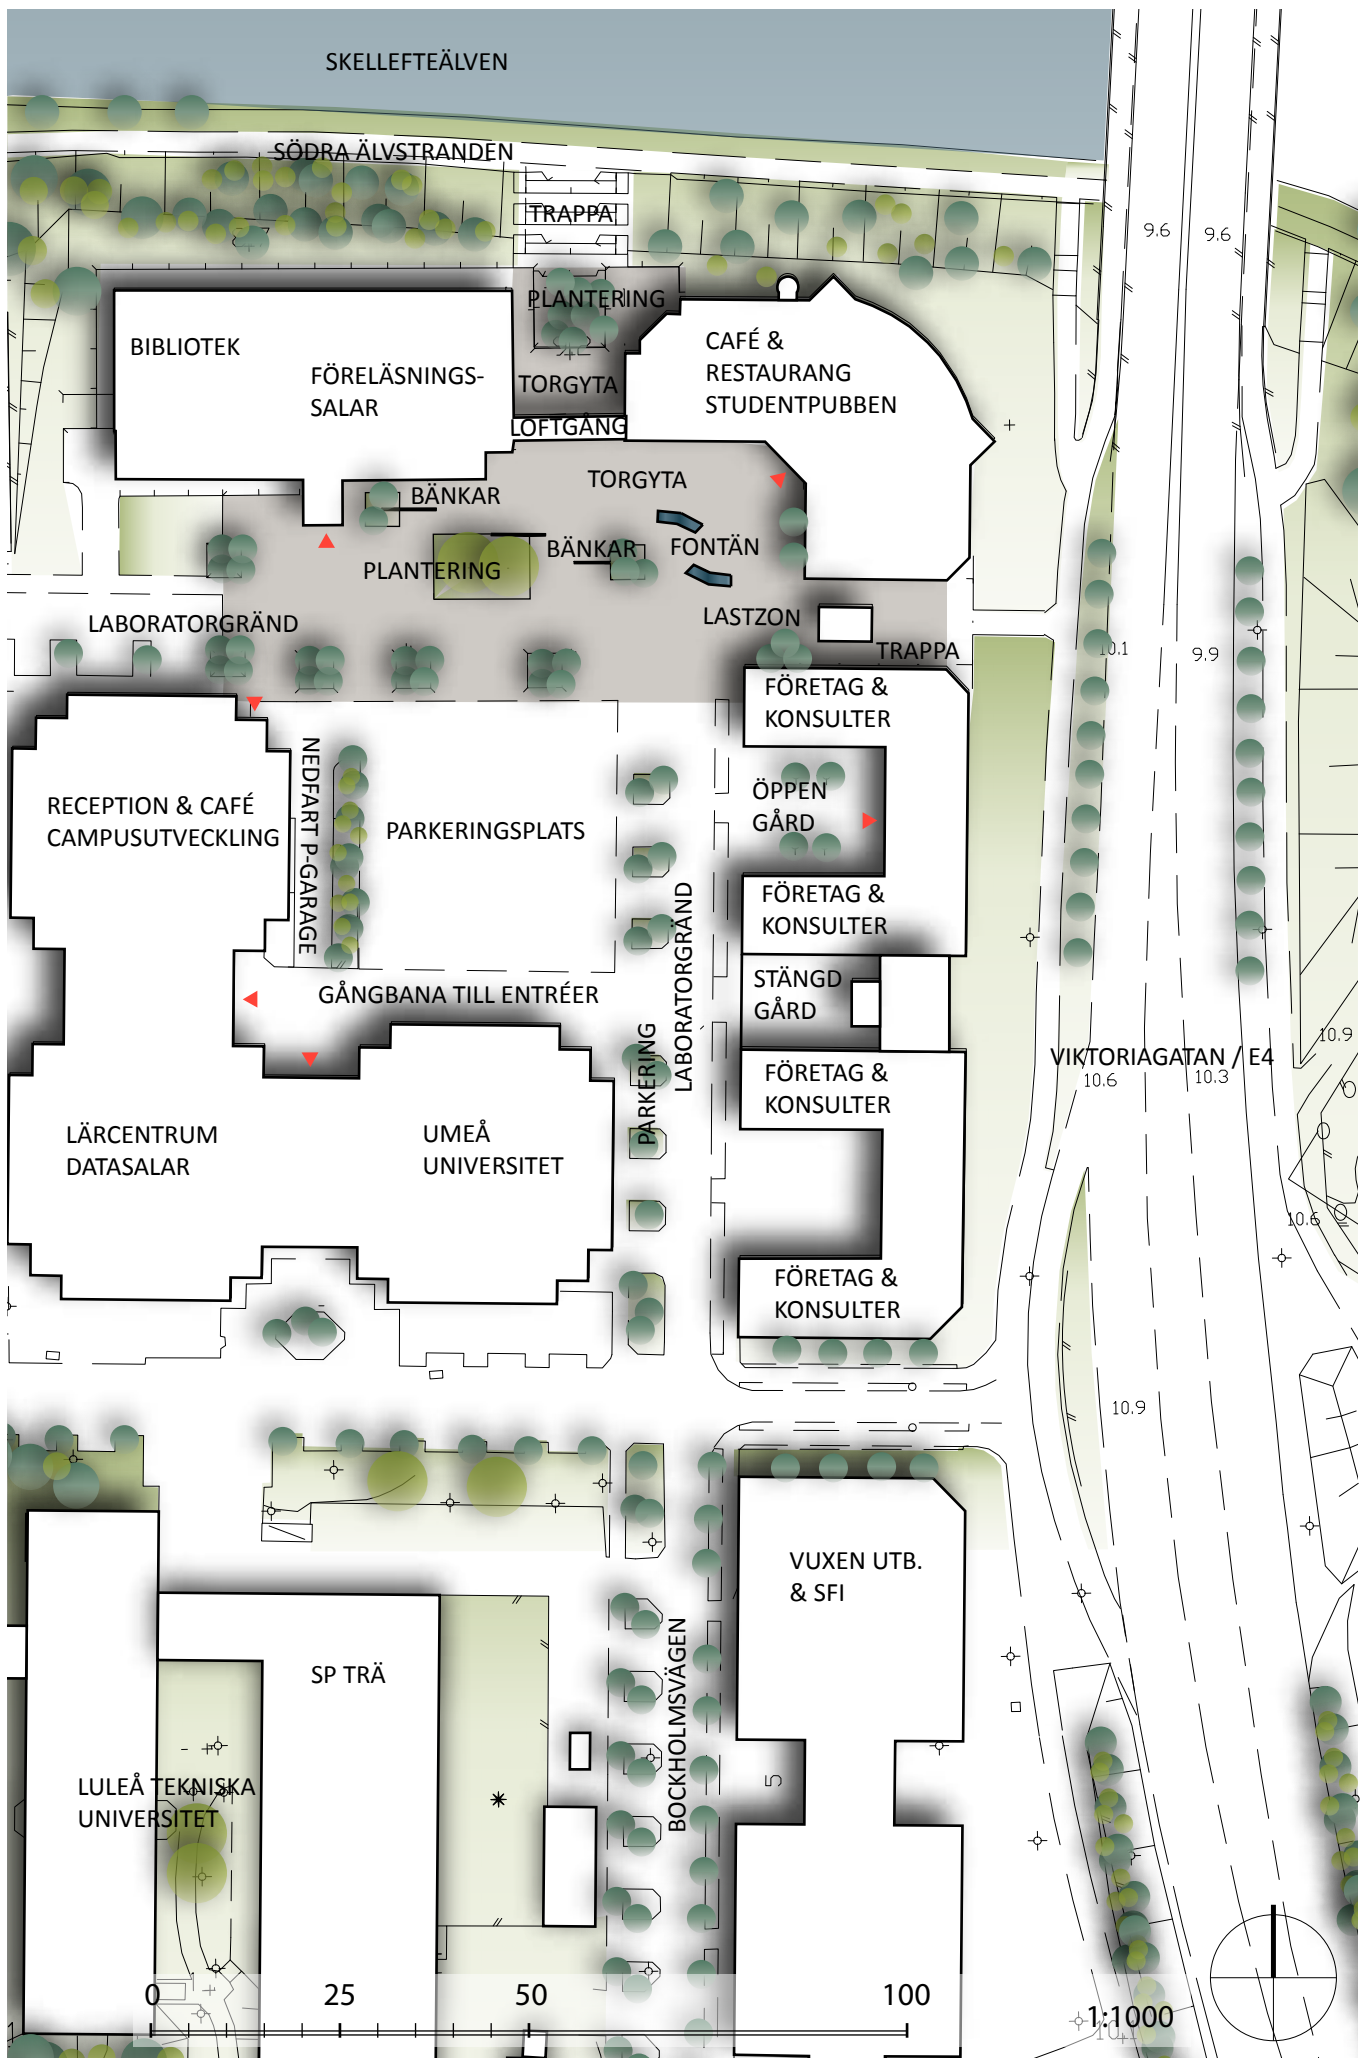 SKELLEFTEÄLVEN
SÖDRA ÄLVSTRANDEN
TRAPPA
9.6
9.6
PLANTERING
BIBLIOTEK
FÖRELÄSNINGS-
SALAR
TORGYTA
LOFTGÅNG
CAFÉ &
RESTAURANG
STUDENTPUBBEN
TORGYTA
BÄNKAR
BÄNKAR
FONTÄN
PLANTERING
LABORATORGRÄND
LASTZON
TRAPPA
10.1
9.9
FÖRETAG &
KONSULTER
NEDFART P-GARAGE
RECEPTION & CAFÉ
CAMPUSUTVECKLING
PARKERINGSPLATS
ÖPPEN
GÅRD
FÖRETAG &
KONSULTER
LABORATORGRÄND
GÅNGBANA TILL ENTRÉER
STÄNGD
GÅRD
PARKERING
VIKTORIAGATAN / E4
10.9
10.6
10.3
FÖRETAG &
KONSULTER
LÄRCENTRUM
DATASALAR
UMEÅ
UNIVERSITET
10.6
FÖRETAG &
KONSULTER
10.9
VUXEN UTB.
& SFI
SP TRÄ
BOCKHOLMSVÄGEN
5
LULEÅ TEKNISKA
UNIVERSITET
0
25
50
100
1:1000